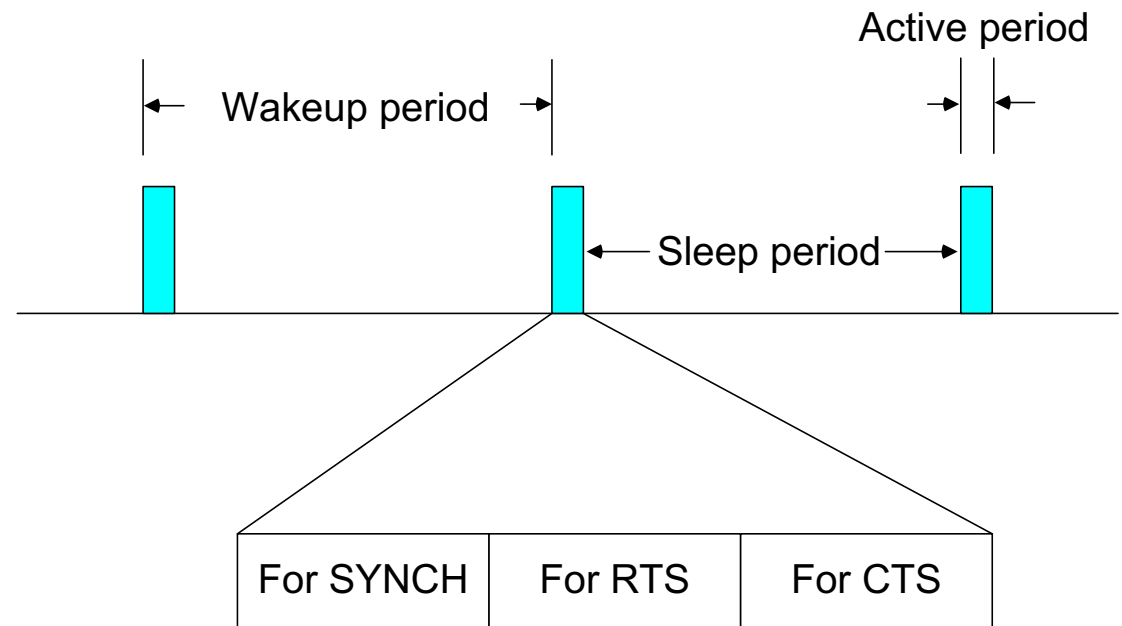 Active period
Wakeup period
Sleep period
For SYNCH
For RTS
For CTS